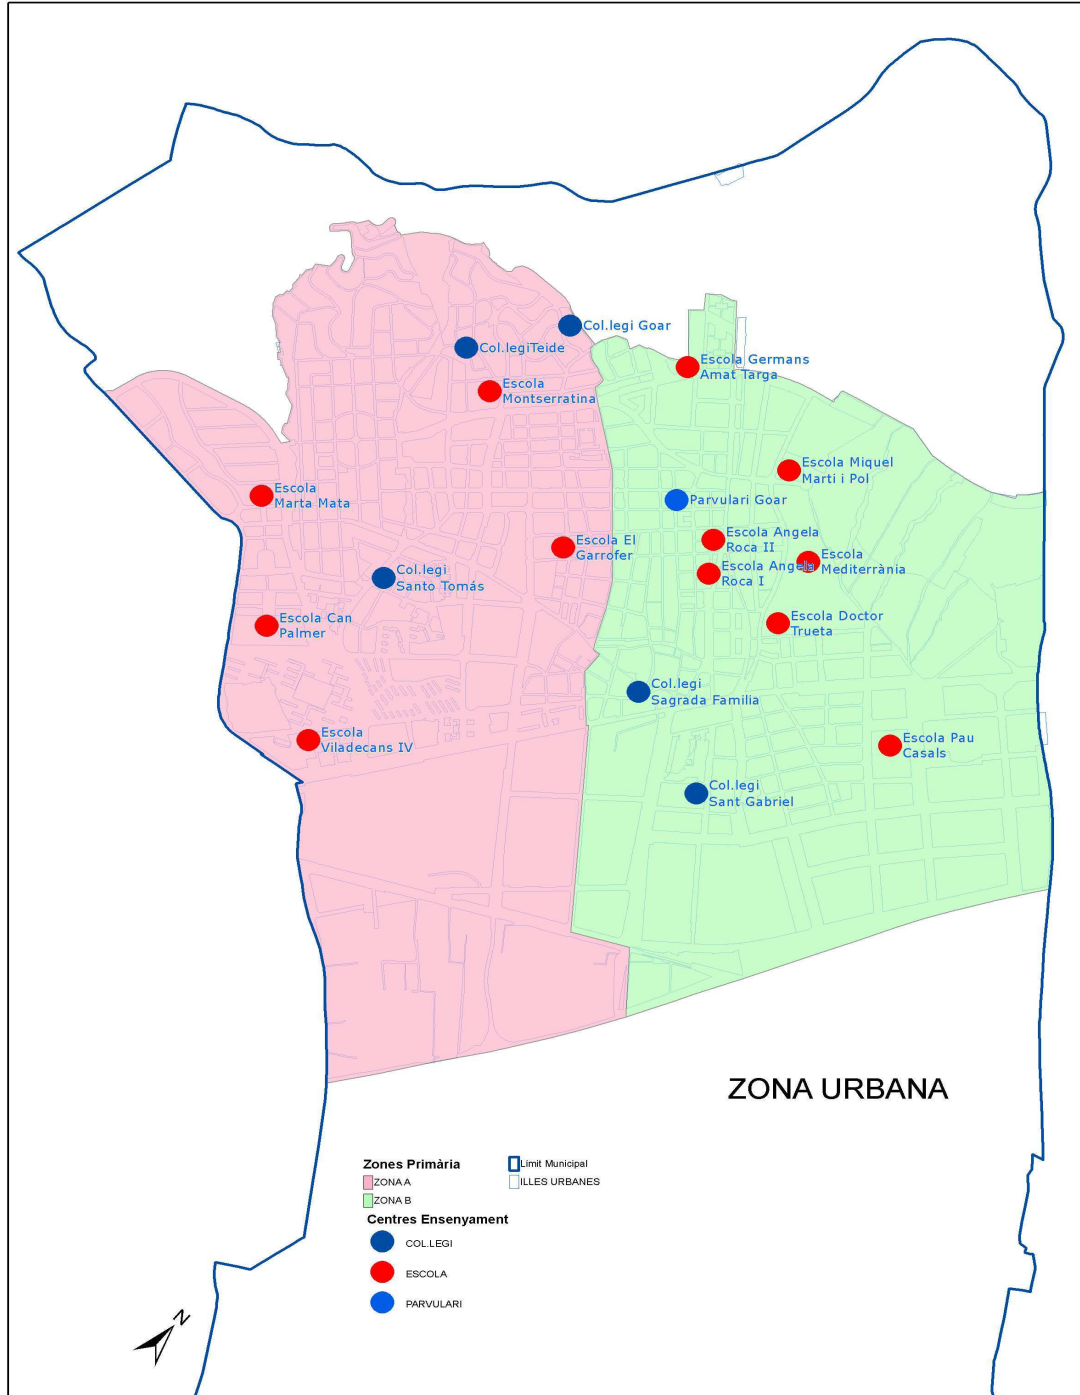 Col.legi Goar
Col.legiTeide
Escola Germans
Amat Targa
Escola
Montserratina
Escola Miquel
Marti i Pol
Escola
Marta Mata
Parvulari Goar
Escola Angela
Roca II
Escola El
Garrofer
Escola
Mediterrània
Escola Angela
Roca I
Col.legi
Santo Tomás
Escola Can
Palmer
Escola Doctor
Trueta
Col.legi
Sagrada Familia
Escola
Viladecans IV
Escola Pau
Casals
Col.legi
Sant Gabriel
ZONA URBANA
Zones Primària
ZONA A
ZONA B
Límit Municipal
ILLES URBANES
Centres Ensenyament
COL.LEGI
ESCOLA
PARVULARI
N